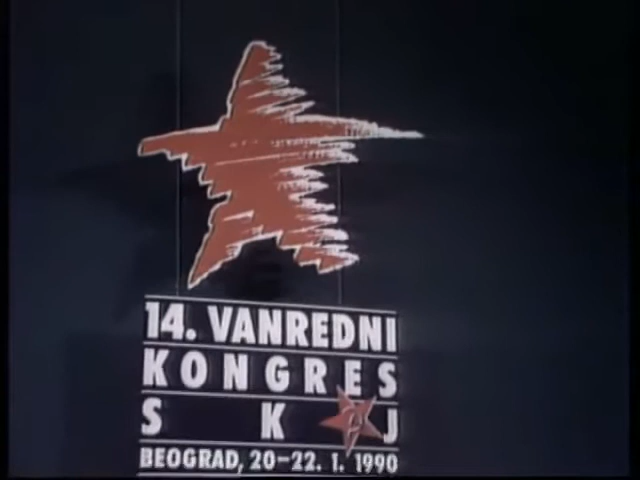 14. VANREDNI
KONGRES
S K J
BEOGRAD, 20-22. 1. 1990